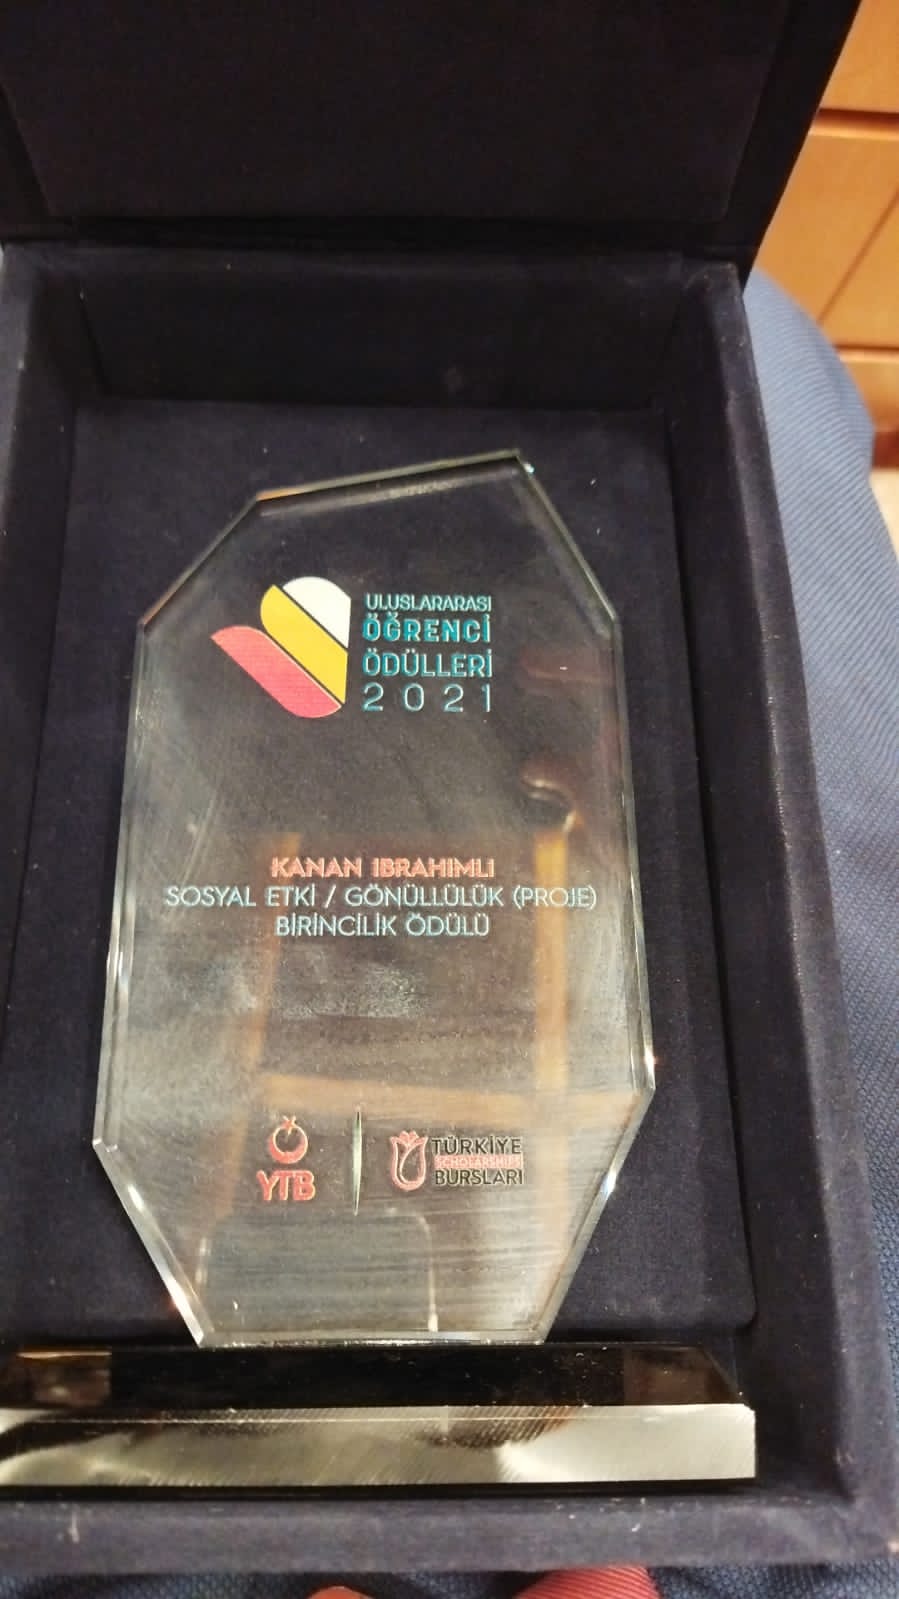 ULUSLARARASI
ÖĞRENCİ
ÖDÜLLERİ
2021
KANAN IBRAHIMLI
SOSYAL ETKİ / GÖNÜLLÜLÜK (PROJE)
BİRİNCİLİK ÖDÜLÜ
YTB
TÜRKİYE
SCHOLARSHIPS
BURSLARI